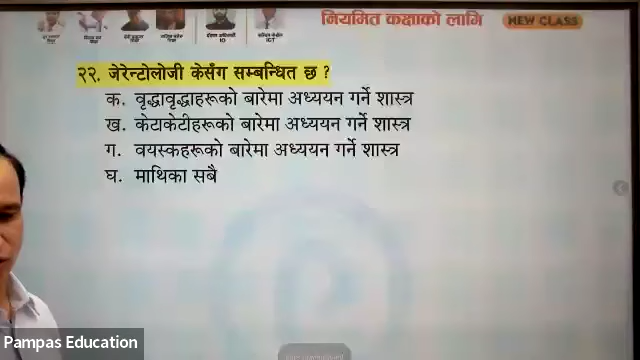 नियमित कक्षाको लागि NEW CLASS
२२. जेरेन्टोलोजी केसँग सम्बन्धित छ ?
क. वृद्धावृद्धाहरूको बारेमा अध्ययन गर्ने शास्त्र
ख. केटाकेटीहरूको बारेमा अध्ययन गर्ने शास्त्र
ग. वयस्कहरूको बारेमा अध्ययन गर्ने शास्त्र
घ. माथिका सबै
Pampas Education